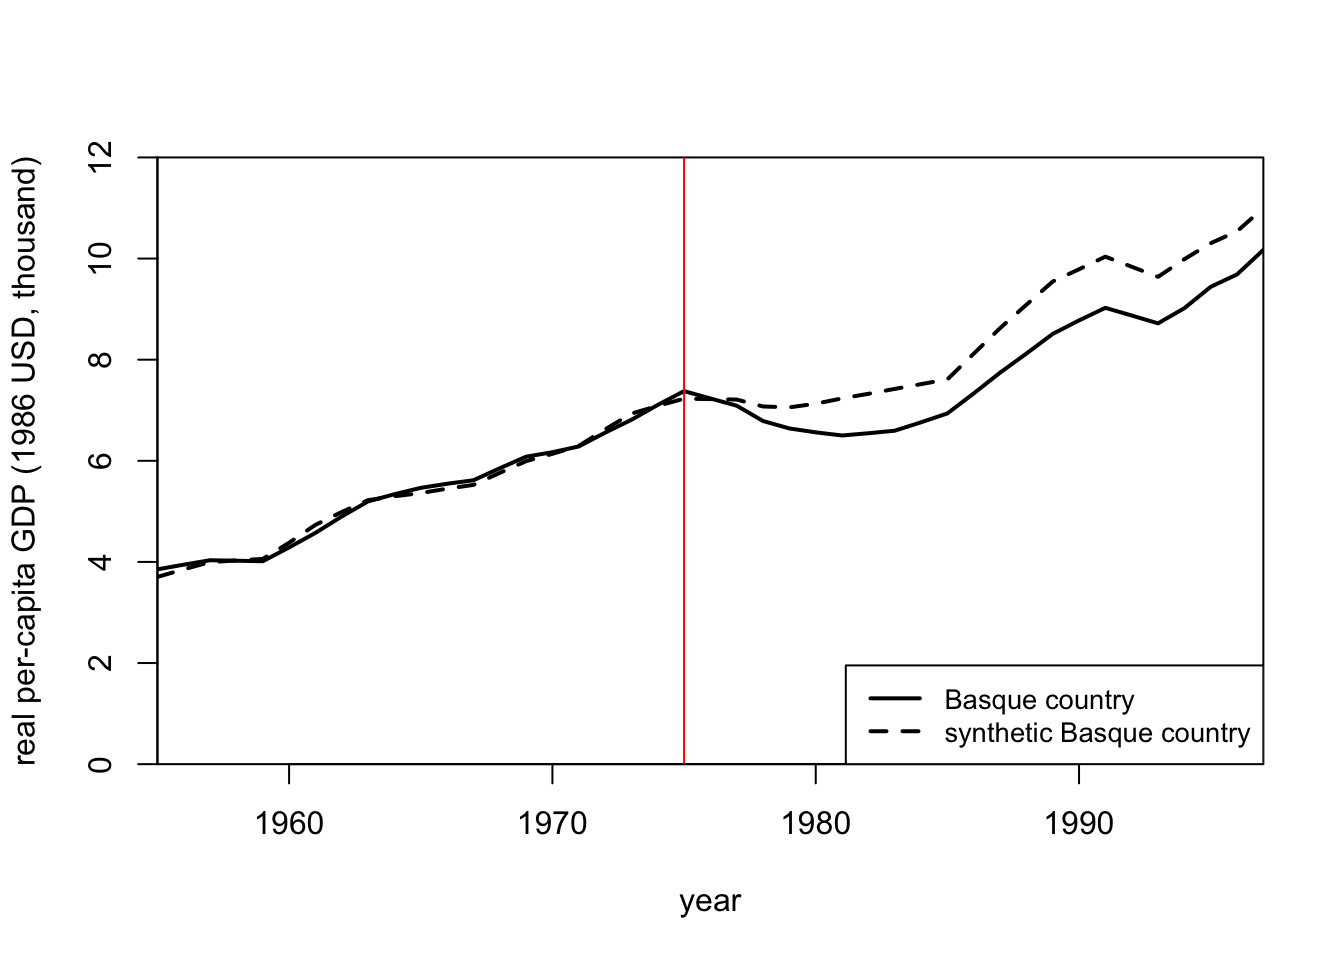 real per-capita GDP (1986 USD, thousand)
12
10
8
6
4
2
0
1960 1970 1980 1990
year
Basque country
synthetic Basque country